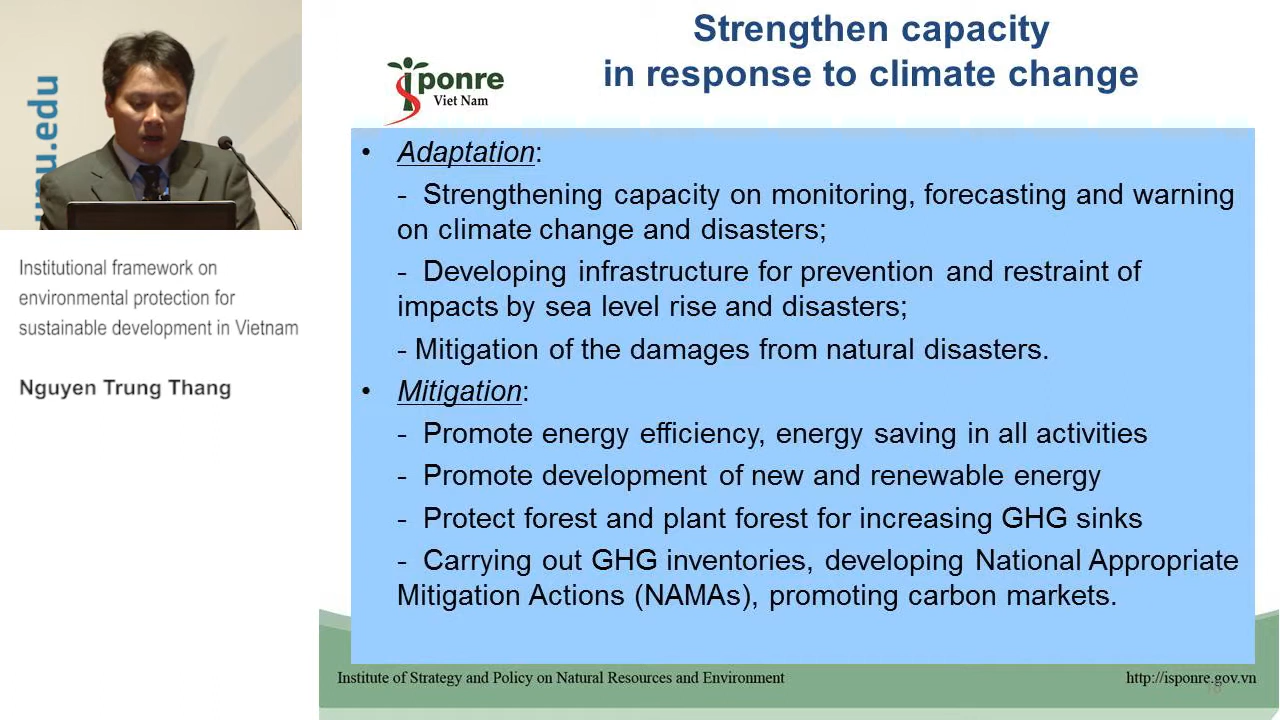 Strengthen capacity
in response to climate change
isponre
Viet Nam
unu.edu
Institutional framework on
environmental protection for
sustainable development in Vietnam
Nguyen Trung Thang
• Adaptation:
- Strengthening capacity on monitoring, forecasting and warning
on climate change and disasters;
- Developing infrastructure for prevention and restraint of
impacts by sea level rise and disasters;
- Mitigation of the damages from natural disasters.
• Mitigation:
- Promote energy efficiency, energy saving in all activities
- Promote development of new and renewable energy
- Protect forest and plant forest for increasing GHG sinks
- Carrying out GHG inventories, developing National Appropriate
Mitigation Actions (NAMAs), promoting carbon markets.
Institute of Strategy and Policy on Natural Resources and Environment
http://isponre.gov.vn